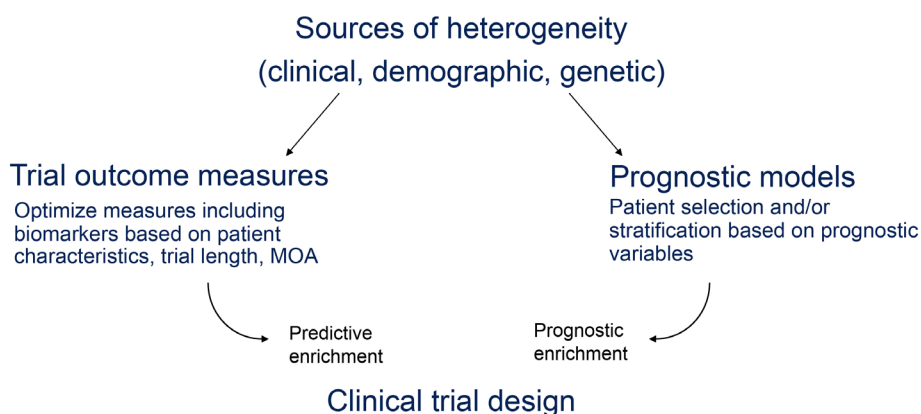 Sources of heterogeneity
(clinical, demographic, genetic)
Trial outcome measures
Optimize measures including
biomarkers based on patient
characteristics, trial length, MOA
Prognostic models
Patient selection and/or
stratification based on prognostic
variables
Predictive
enrichment
Prognostic
enrichment
Clinical trial design